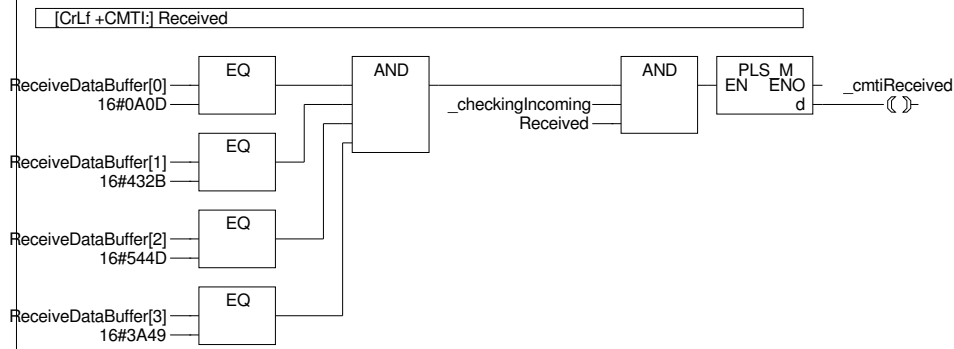 [CrLf +CMTI:] Received
EQ
AND
AND
PLS_M
ReceiveDataBuffer[0]
EN ENO
_cmtiReceived
16#0A0D
_checkingIncoming
d
( )
Received
EQ
ReceiveDataBuffer[1]
16#432B
EQ
ReceiveDataBuffer[2]
16#544D
EQ
ReceiveDataBuffer[3]
16#3A49